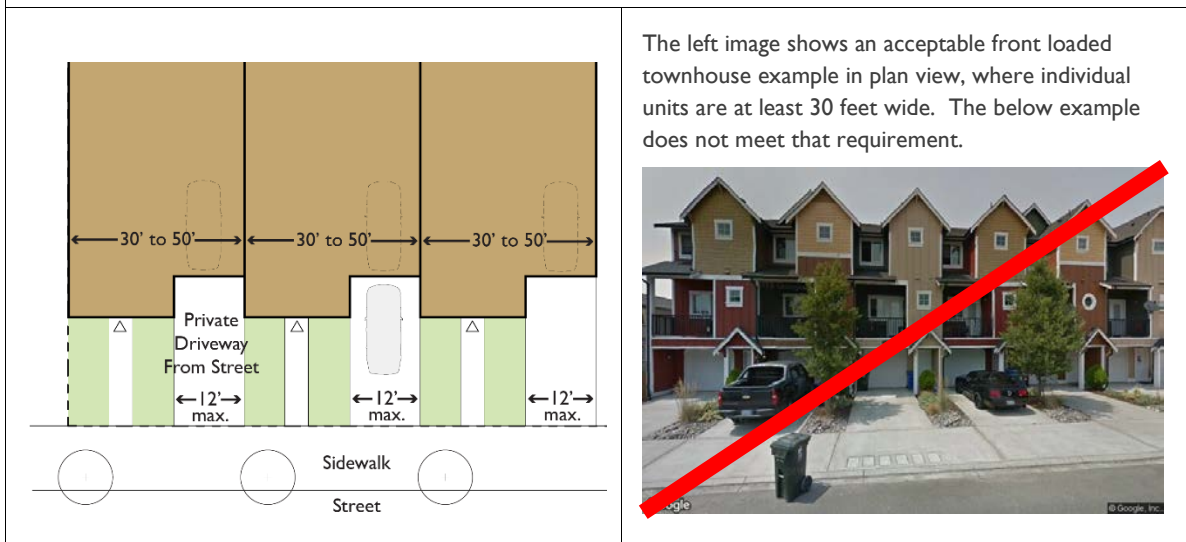 The left image shows an acceptable front loaded
townhouse example in plan view, where individual
units are at least 30 feet wide.  The below example
does not meet that requirement.
30’ to 50’
30’ to 50’
30’ to 50’
Private
Driveway
From Street
12’
max.
12’
max.
12’
max.
Sidewalk
Street
© Google, Inc.